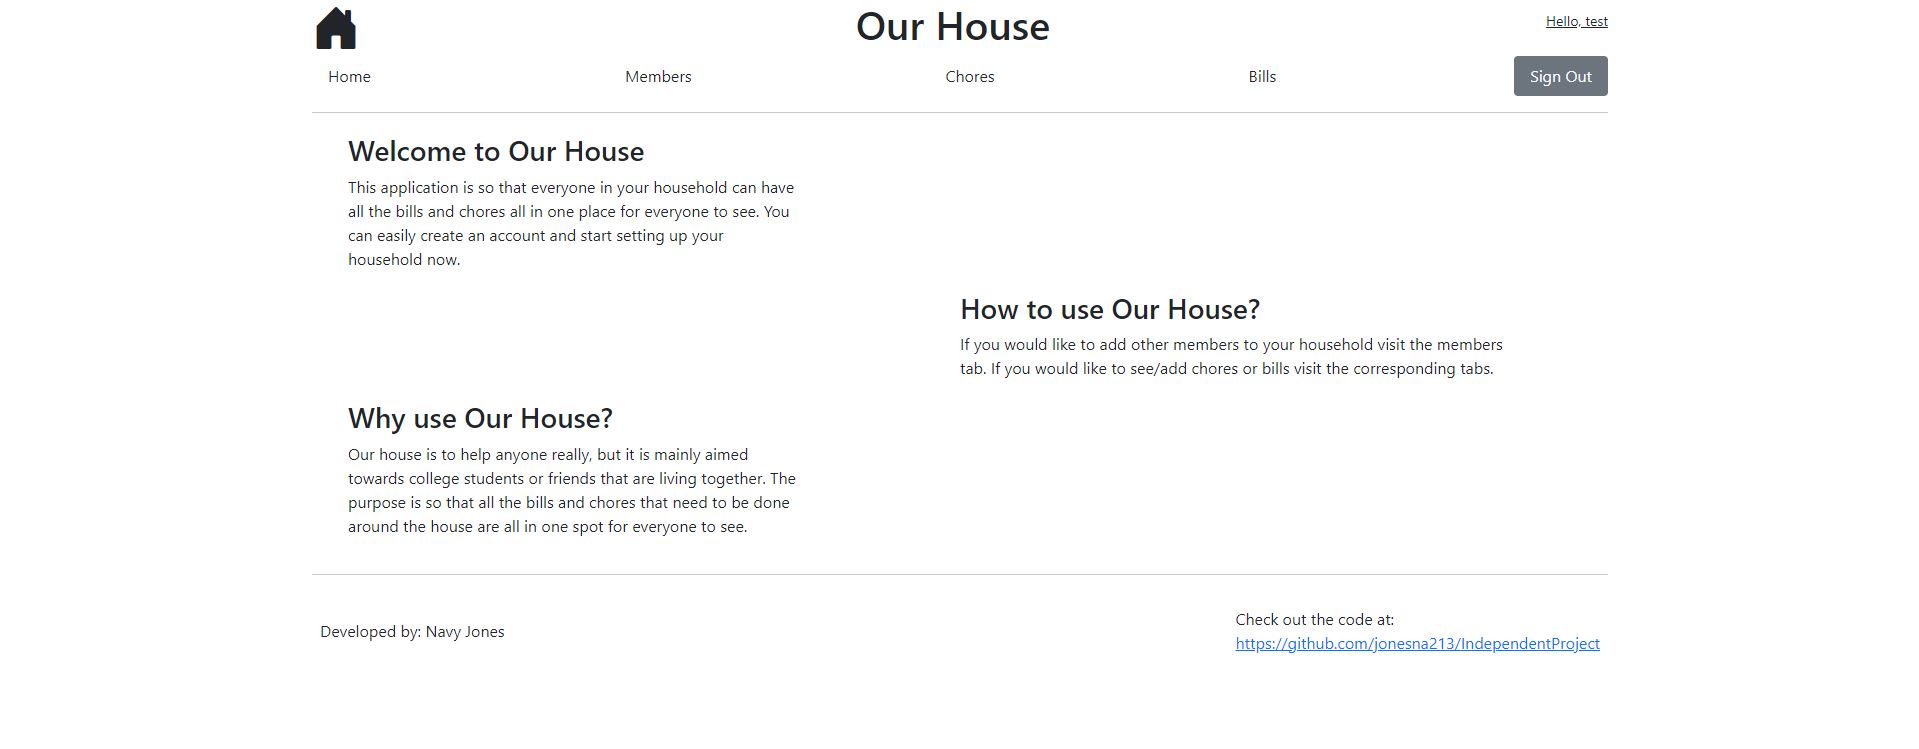 Our House
Hello, test
Home
Members
Chores
Bills
Sign Out
Welcome to Our House
This application is so that everyone in your household can have
all the bills and chores all in one place for everyone to see. You
can easily create an account and start setting up your
household now.
How to use Our House?
If you would like to add other members to your household visit the members
tab. If you would like to see/add chores or bills visit the corresponding tabs.
Why use Our House?
Our house is to help anyone really, but it is mainly aimed
towards college students or friends that are living together. The
purpose is so that all the bills and chores that need to be done
around the house are all in one spot for everyone to see.
Developed by: Navy Jones
Check out the code at:
https://github.com/jonesna213/IndependentProject